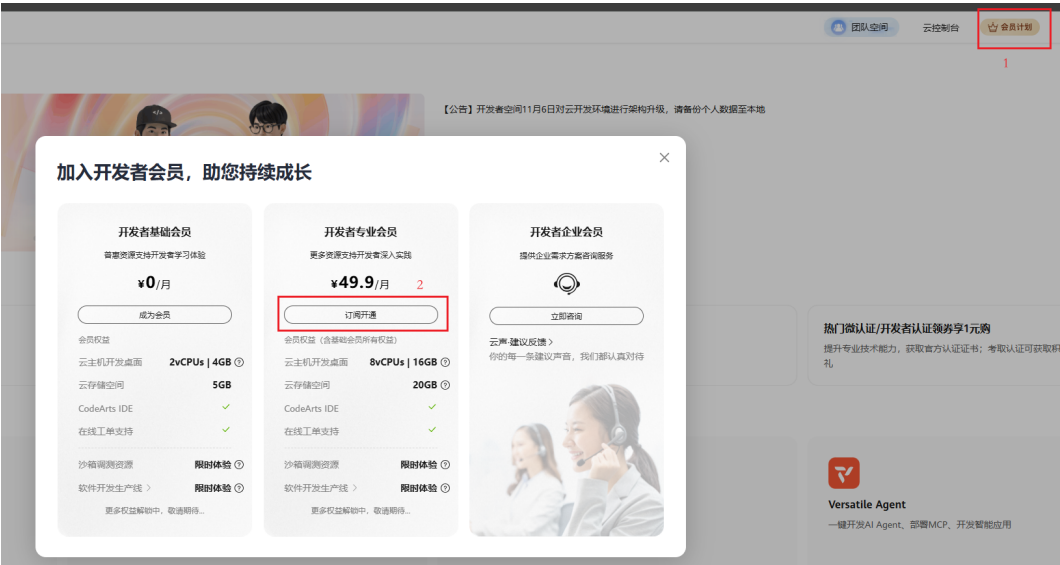 团队空间
云控制台
会员计划
1
【公告】开发者空间11月6日对云开发环境进行架构升级，请备份个人数据至本地
加入开发者会员，助您持续成长
开发者基础会员
普惠资源支持开发者学习体验
¥0/月
成为会员
会员权益
云主机开发桌面 2vCPUs | 4GB
云存储空间 5GB
CodeArts IDE
在线工单支持
沙箱调测资源 限时体验
软件开发生产线 > 限时体验
更多权益解锁中，敬请期待...
开发者专业会员
更多资源支持开发者深入实践
¥49.9/月
2
订阅开通
会员权益（含基础会员所有权益）
云主机开发桌面 8vCPUs | 16GB
云存储空间 20GB
CodeArts IDE
在线工单支持
沙箱调测资源 限时体验
软件开发生产线 > 限时体验
更多权益解锁中，敬请期待...
开发者企业会员
提供企业需求方案咨询服务
立即咨询
云声·建议反馈 >
你的每一条建议声音，我们都认真对待
热门微认证/开发者认证领券享1元购
提升专业技术能力，获取官方认证证书；考取认证可获取积
礼
Versatile Agent
一键开发AI Agent、部署MCP、开发智能应用